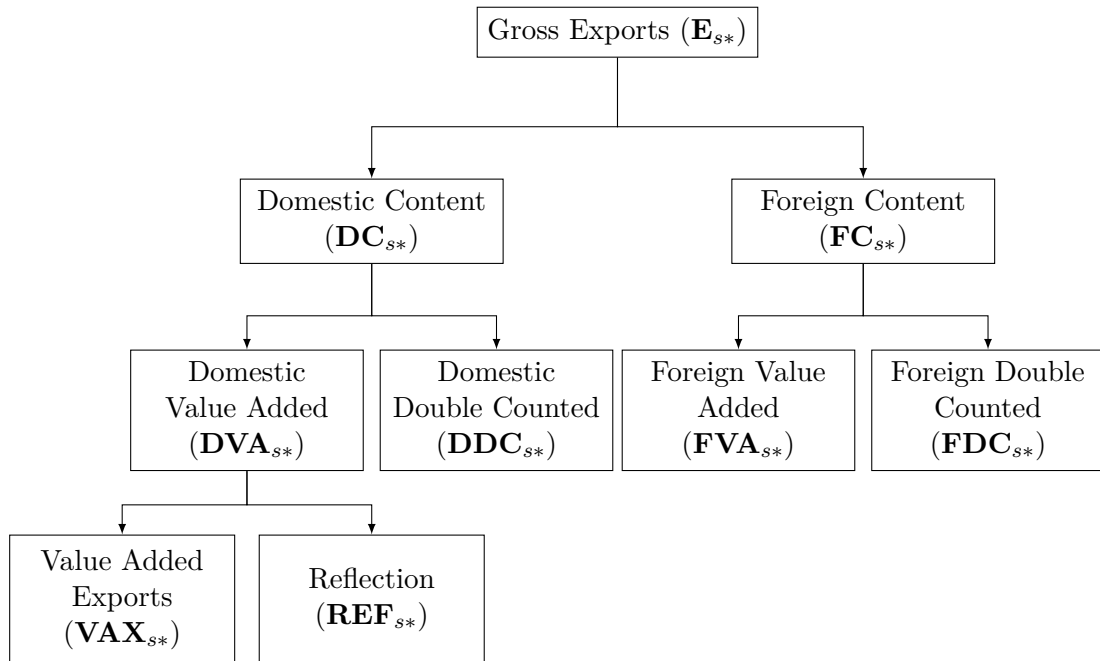 Gross Exports (E_{s*})
Domestic Content
(DC_{s*})
Foreign Content
(FC_{s*})
Domestic
Value Added
(DVA_{s*})
Domestic
Double Counted
(DDC_{s*})
Foreign Value
Added
(FVA_{s*})
Foreign Double
Counted
(FDC_{s*})
Value Added
Exports
(VAX_{s*})
Reflection
(REF_{s*})